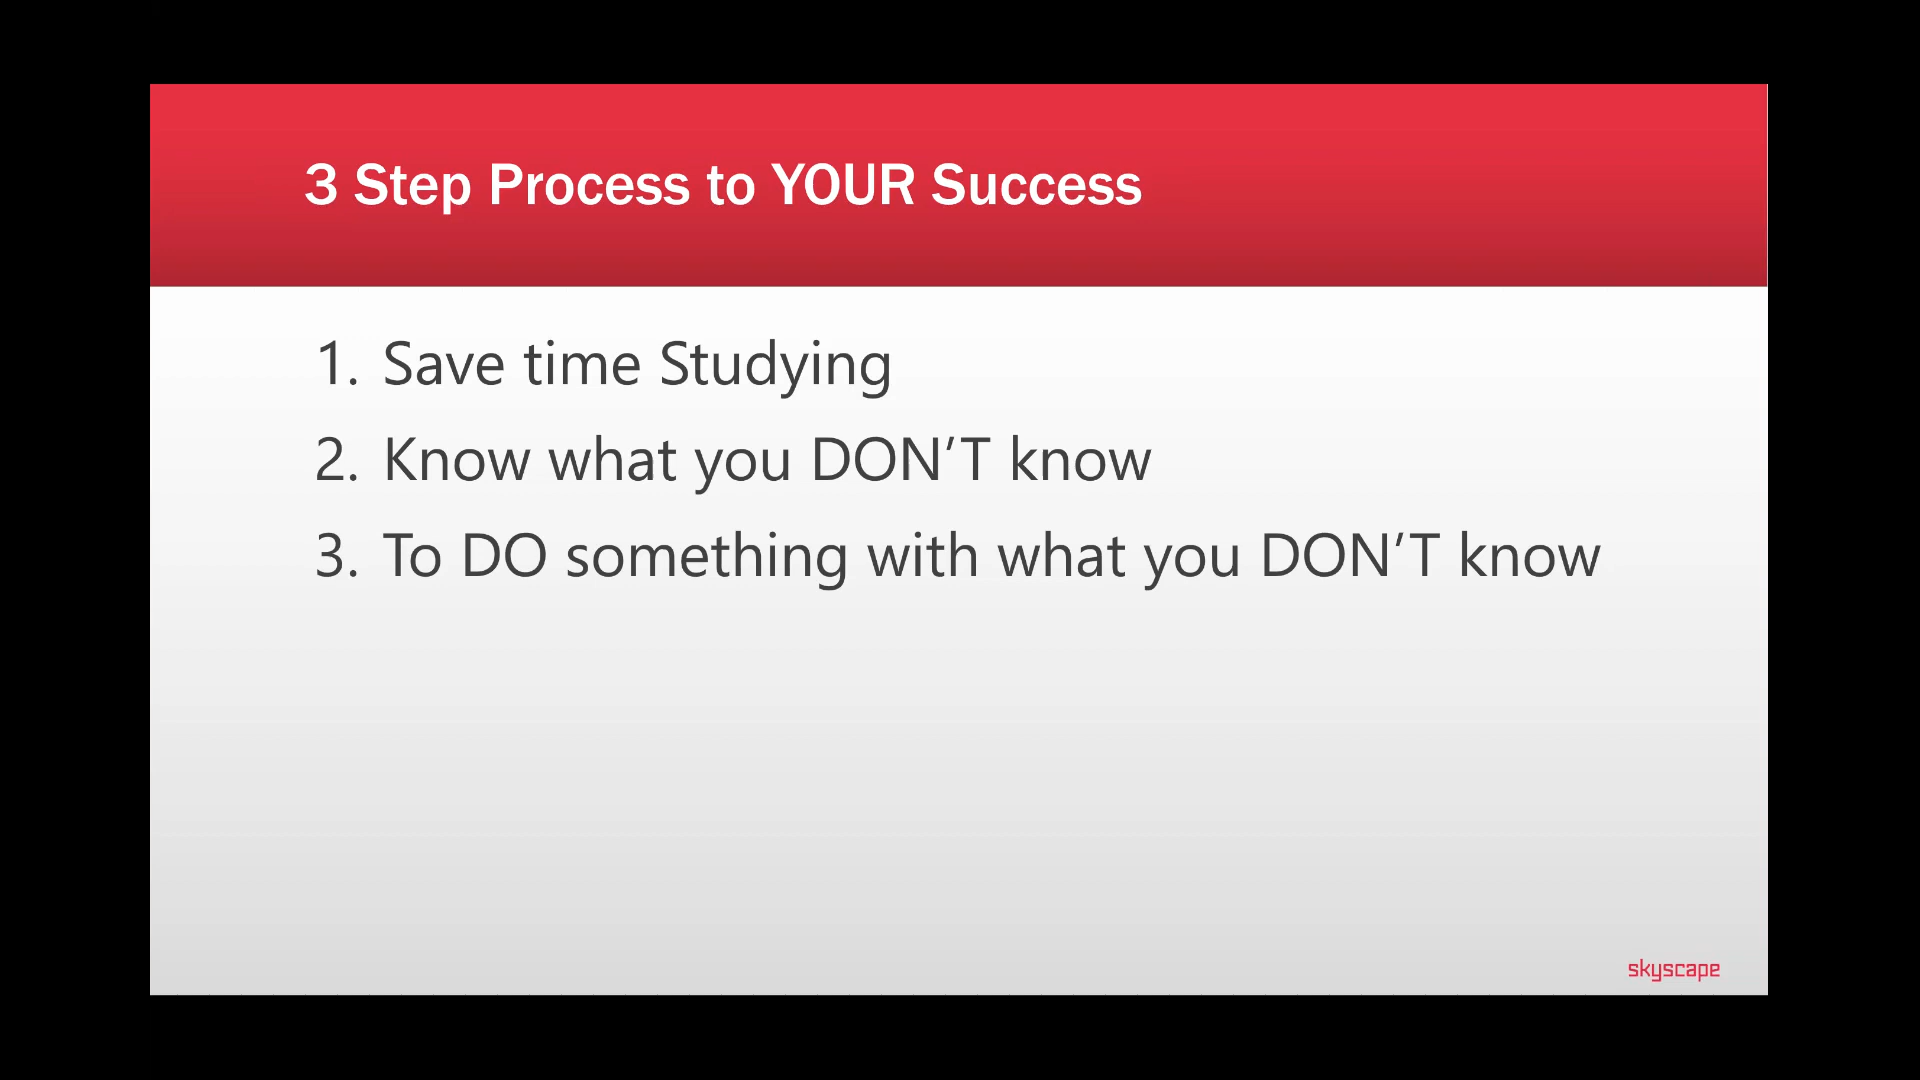 3 Step Process to YOUR Success
1. Save time Studying
2. Know what you DON’T know
3. To DO something with what you DON’T know
skyscape